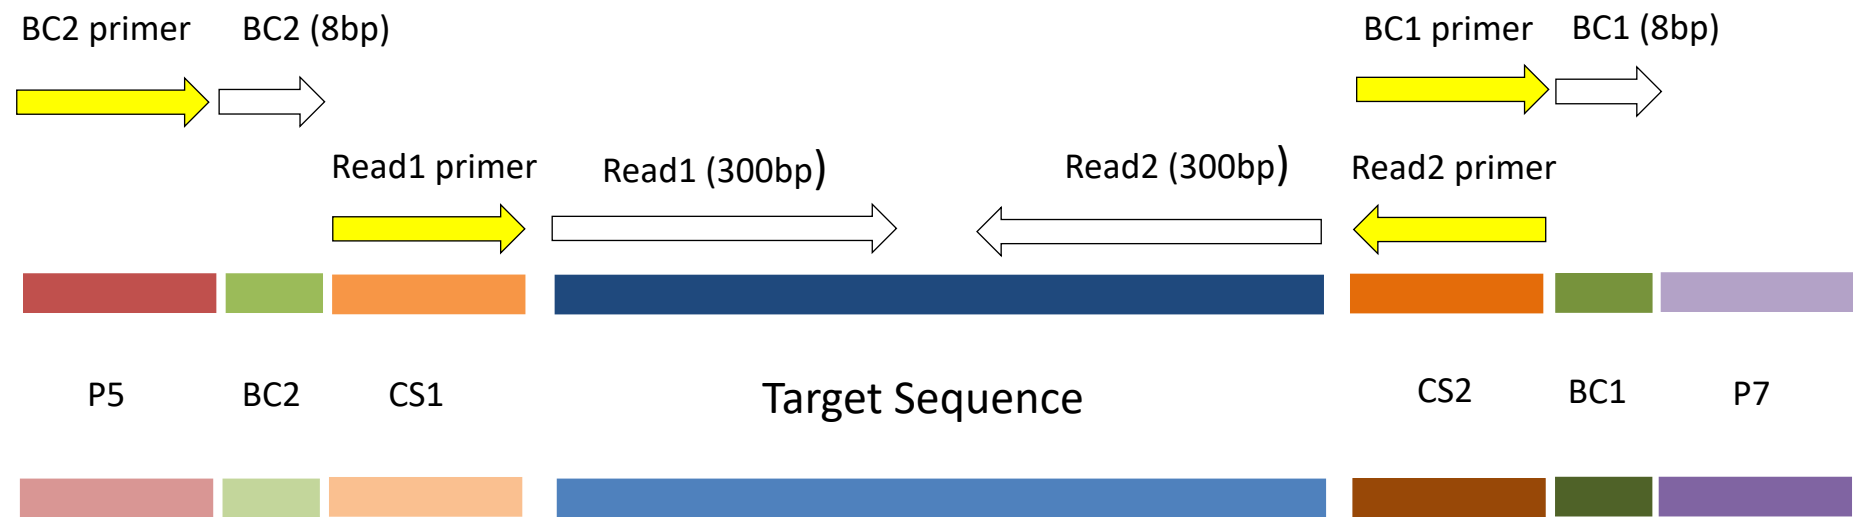 BC2 primer BC2 (8bp) BC1 primer BC1 (8bp)
Read1 primer Read1 (300bp) Read2 (300bp) Read2 primer
P5 BC2 CS1 Target Sequence CS2 BC1 P7